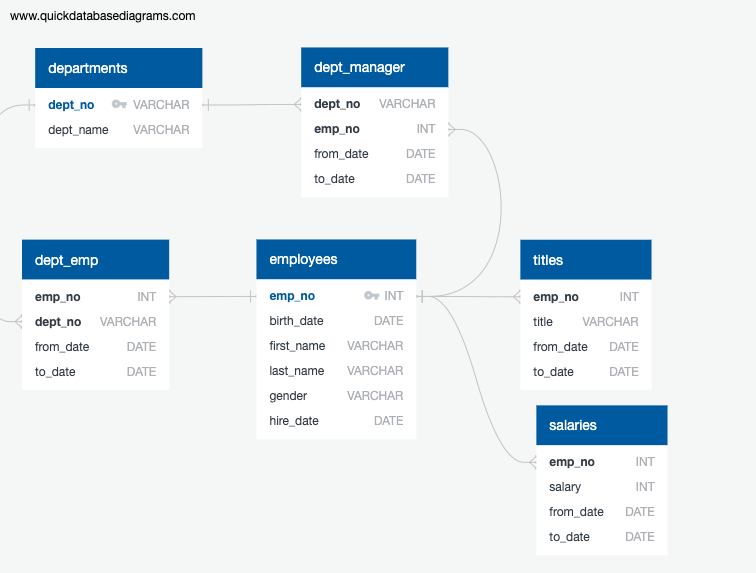 www.quickdatabasediagrams.com
departments
dept_no VARCHAR
dept_name VARCHAR
dept_manager
dept_no VARCHAR
emp_no INT
from_date DATE
to_date DATE
dept_emp
emp_no INT
dept_no VARCHAR
from_date DATE
to_date DATE
employees
emp_no INT
birth_date DATE
first_name VARCHAR
last_name VARCHAR
gender VARCHAR
hire_date DATE
titles
emp_no INT
title VARCHAR
from_date DATE
to_date DATE
salaries
emp_no INT
salary INT
from_date DATE
to_date DATE